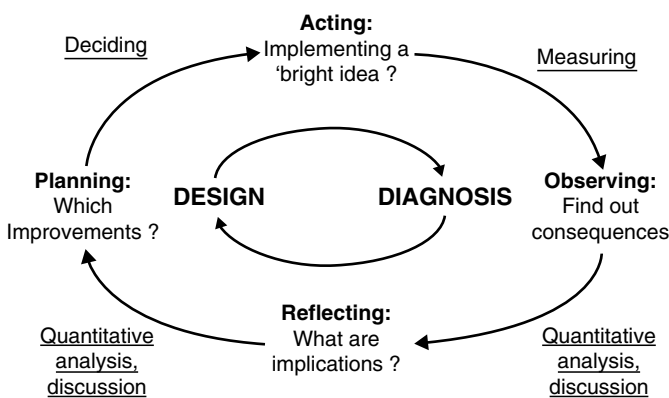 Acting:
Deciding
Implementing a
'bright idea ?
Measuring
Planning:
Which
Improvements ?
DESIGN
DIAGNOSIS
Observing:
Find out
consequences
Reflecting:
What are
implications ?
Quantitative
analysis,
discussion
Quantitative
analysis,
discussion